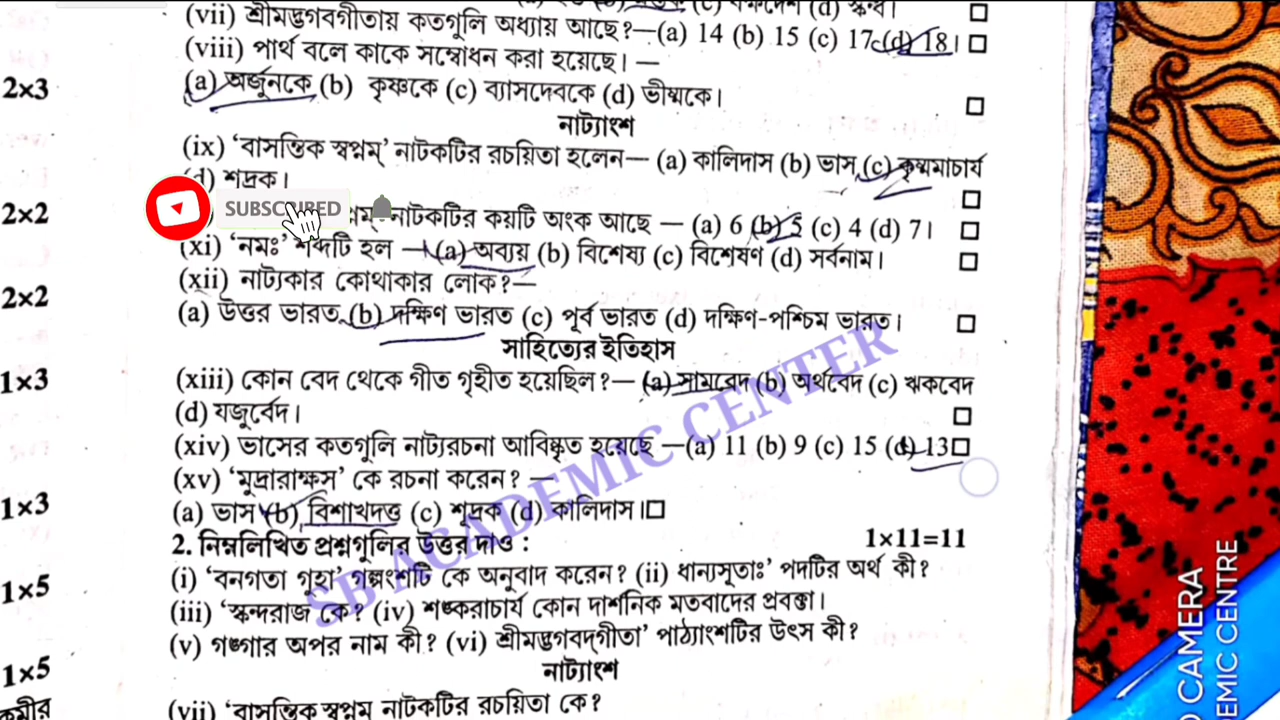 (c) বক্ষদেশ (d) স্কন্ধ।
(vii) শ্রীমদ্ভগবগীতায় কতগুলি অধ্যায় আছে?—(a) 14 (b) 15 (c) 17 (d) 18।
(viii) পার্থ বলে কাকে সম্বোধন করা হয়েছে। —
2×3
(a) অর্জুনকে (b) কৃষ্ণকে (c) ব্যাসদেবকে (d) ভীষ্মকে।
নাট্যাংশ
(ix) ‘বাসন্তিক স্বপ্নম্’ নাটকটির রচয়িতা হলেন— (a) কালিদাস (b) ভাস (c) কৃষ্ণমাচার্য
(d) শূদ্রক।
SUBSCRIBED
2×2
নাটকটির কয়টি অংক আছে — (a) 6 (b) 5 (c) 4 (d) 7।
(xi) ‘নমঃ’ শব্দটি হল — (a) অব্যয় (b) বিশেষ্য (c) বিশেষণ (d) সর্বনাম।
(xii) নাট্যকার কোথাকার লোক?—
2×2
(a) উত্তর ভারত (b) দক্ষিণ ভারত (c) পূর্ব ভারত (d) দক্ষিণ-পশ্চিম ভারত।
সাহিত্যের ইতিহাস
1×3
(xiii) কোন বেদ থেকে গীত গৃহীত হয়েছিল?— (a) সামবেদ (b) অর্থবেদ (c) ঋকবেদ
(d) যজুর্বেদ।
(xiv) ভাসের কতগুলি নাট্যরচনা আবিষ্কৃত হয়েছে —(a) 11 (b) 9 (c) 15 (d) 13
(xv) ‘মুদ্রারাক্ষস’ কে রচনা করেন? —
1×3
(a) ভাস (b) বিশাখদত্ত (c) শূদ্রক (d) কালিদাস।
2. নিম্নলিখিত প্রশ্নগুলির উত্তর দাও : 1×11=11
1×5
(i) ‘বনগতা গুহা’ গল্পংশটি কে অনুবাদ করেন? (ii) ধান্যসূতাঃ’ পদটির অর্থ কী?
(iii) ‘স্কন্দরাজ কে? (iv) শঙ্করাচার্য কোন দার্শনিক মতবাদের প্রবক্তা।
(v) গঙ্গার অপর নাম কী? (vi) শ্রীমদ্ভগবদ্‌গীতা’ পাঠ্যাংশটির উৎস কী?
1×5
নাট্যাংশ
(vii) ‘বাসন্তিক স্বপ্নম্ নাটকটির রচয়িতা কে?
SB ACADEMIC CENTER
CAMERA
DEMIC CENTRE